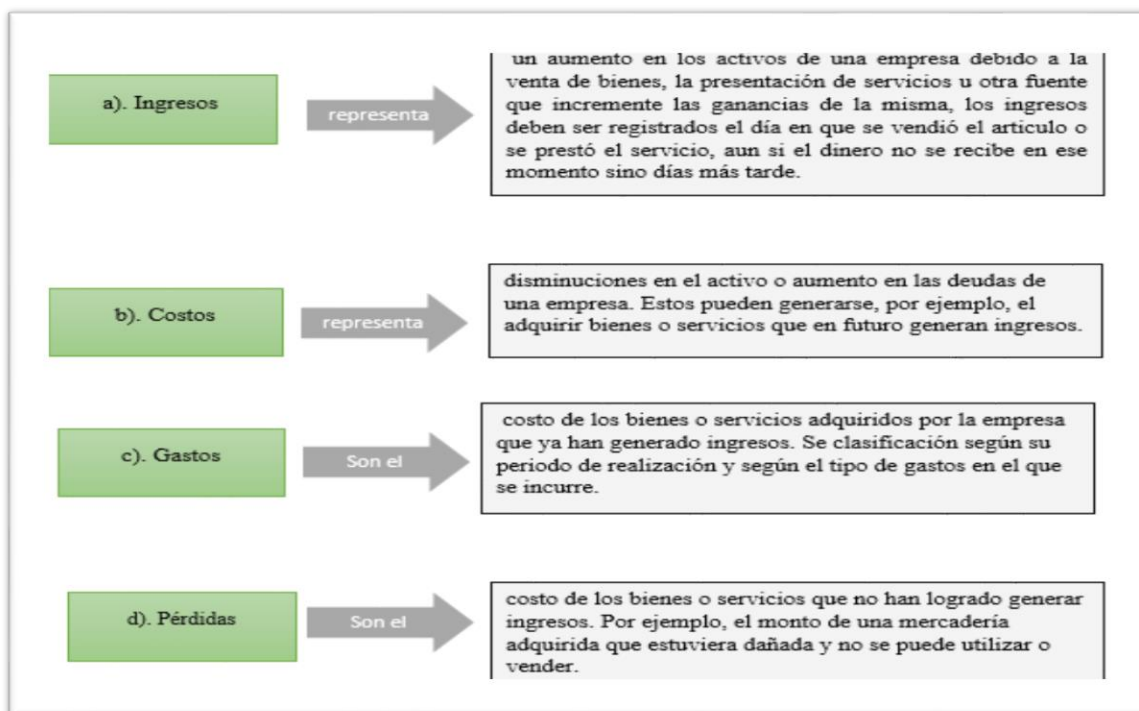 a). Ingresos
representa
un aumento en los activos de una empresa debido a la
venta de bienes, la presentación de servicios u otra fuente
que incremente las ganancias de la misma, los ingresos
deben ser registrados el día en que se vendió el articulo o
se prestó el servicio, aun si el dinero no se recibe en ese
momento sino días más tarde.
b). Costos
representa
disminuciones en el activo o aumento en las deudas de
una empresa. Estos pueden generarse, por ejemplo, el
adquirir bienes o servicios que en futuro generan ingresos.
c). Gastos
Son el
costo de los bienes o servicios adquiridos por la empresa
que ya han generado ingresos. Se clasificación según su
periodo de realización y según el tipo de gastos en el que
se incurre.
d). Pérdidas
Son el
costo de los bienes o servicios que no han logrado generar
ingresos. Por ejemplo, el monto de una mercadería
adquirida que estuviera dañada y no se puede utilizar o
vender.